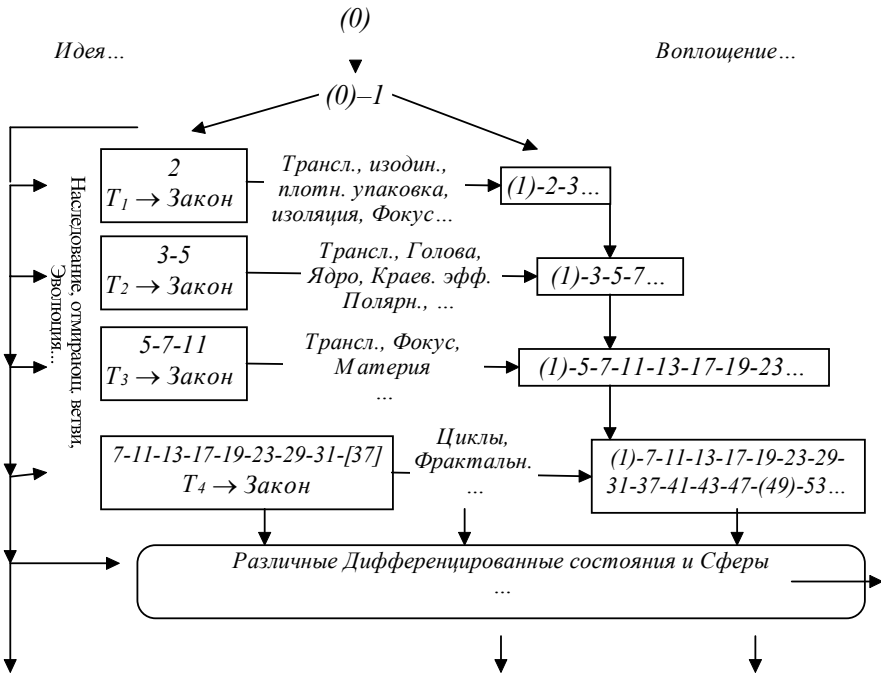 (0)
Идея...
Воплощение...
(0)–1
Наследование, отмирающ. ветви,
Эволюция...
2
T1 → Закон
Трансл., изодин.,
плотн. упаковка,
изоляция, Фокус...
(1)-2-3...
3-5
T2 → Закон
Трансл., Голова,
Ядро, Краев. эфф.
Полярн., ...
(1)-3-5-7...
5-7-11
T3 → Закон
Трансл., Фокус,
Материя
...
(1)-5-7-11-13-17-19-23...
7-11-13-17-19-23-29-31-[37]
T4 → Закон
Циклы,
Фрактальн.
...
(1)-7-11-13-17-19-23-29-
31-37-41-43-47-(49)-53...
Различные Дифференцированные состояния и Сферы
...